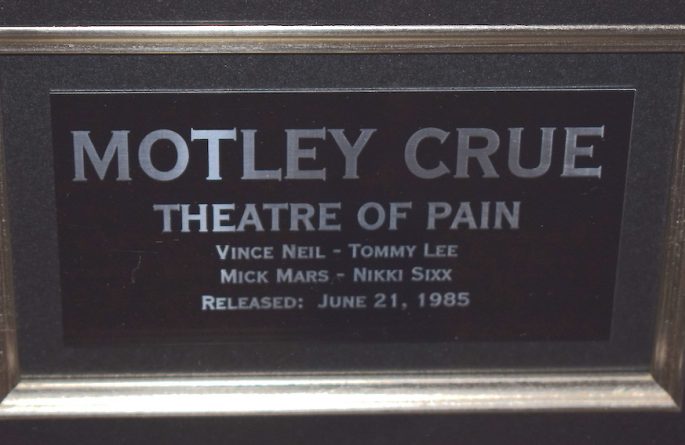 MOTLEY CRUE
THEATRE OF PAIN
VINCE NEIL - TOMMY LEE
MICK MARS - NIKKI SIXX
RELEASED: JUNE 21, 1985